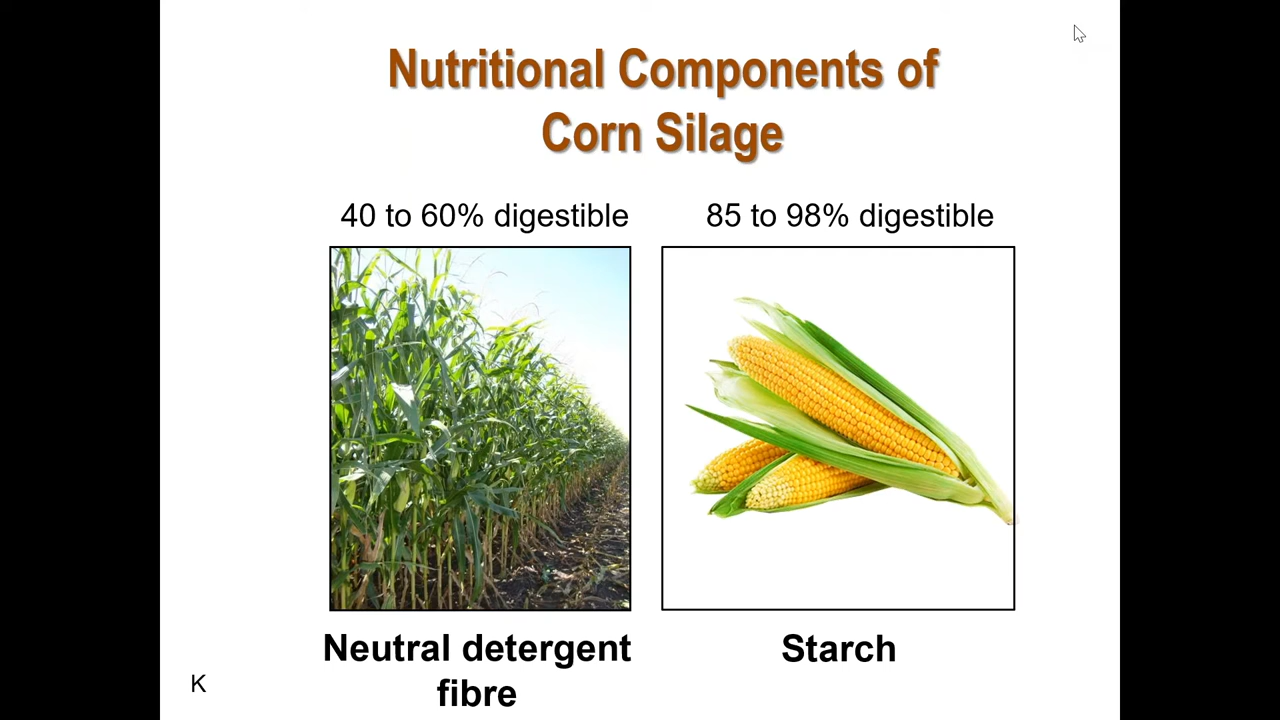 Nutritional Components of
Corn Silage
40 to 60% digestible
85 to 98% digestible
Neutral detergent
fibre
Starch
K